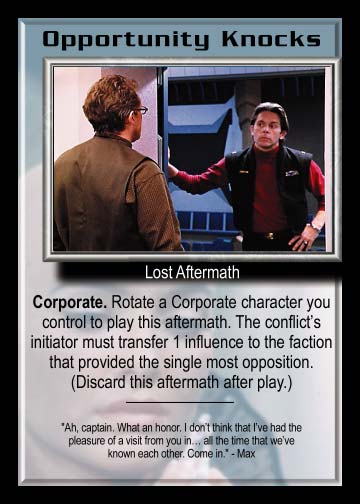 Opportunity Knocks
Lost Aftermath
Corporate. Rotate a Corporate character you
control to play this aftermath. The conflict's
initiator must transfer 1 influence to the faction
that provided the single most opposition.
(Discard this aftermath after play.)
"Ah, captain. What an honor. I don't think that I've had the
pleasure of a visit from you in... all the time that we've
known each other. Come in." - Max